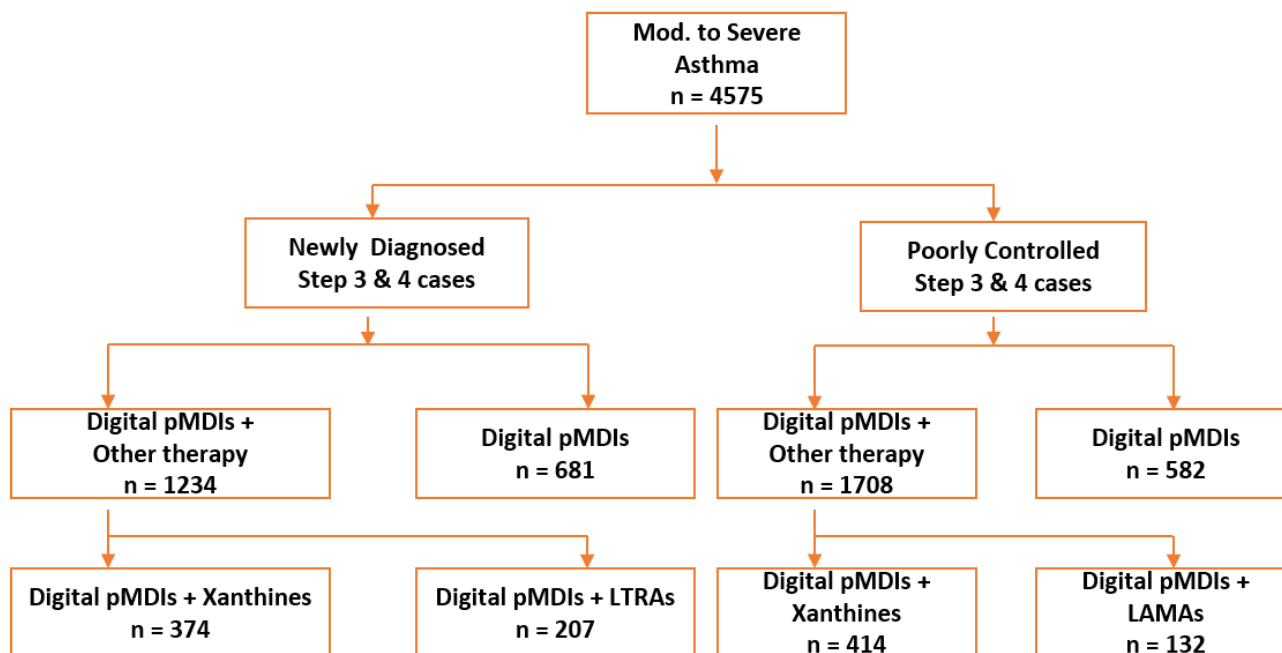 Mod. to Severe
Asthma
n = 4575
Newly Diagnosed
Step 3 & 4 cases
Poorly Controlled
Step 3 & 4 cases
Digital pMDIs +
Other therapy
n = 1234
Digital pMDIs
n = 681
Digital pMDIs +
Other therapy
n = 1708
Digital pMDIs
n = 582
Digital pMDIs + Xanthines
n = 374
Digital pMDIs + LTRAs
n = 207
Digital pMDIs +
Xanthines
n = 414
Digital pMDIs +
LAMAs
n = 132